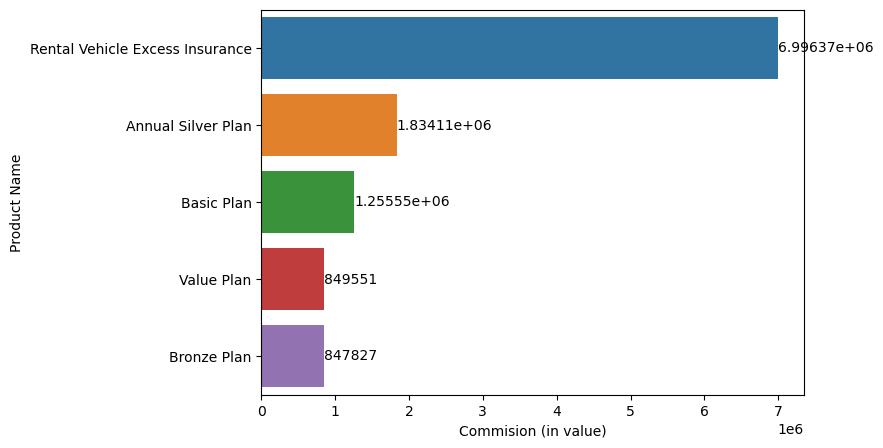 Product Name
Rental Vehicle Excess Insurance
6.99637e+06
Annual Silver Plan
1.83411e+06
Basic Plan
1.25555e+06
Value Plan
849551
Bronze Plan
847827
0 1 2 3 4 5 6 7
1e6
Commision (in value)